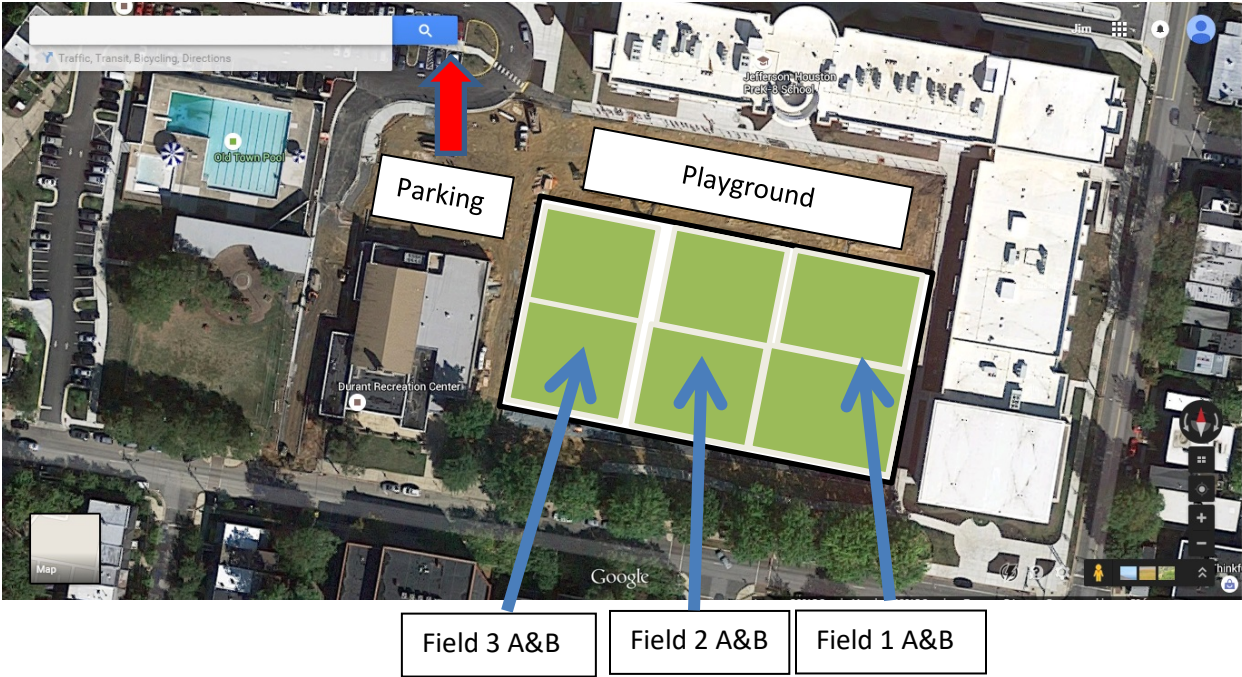 Jim
Traffic, Transit, Bicycling, Directions
Jefferson Houston
PreK-8 School
Old Town Pool
Parking
Playground
Durant Recreation Center
Map
Google
Field 3 A&B
Field 2 A&B
Field 1 A&B